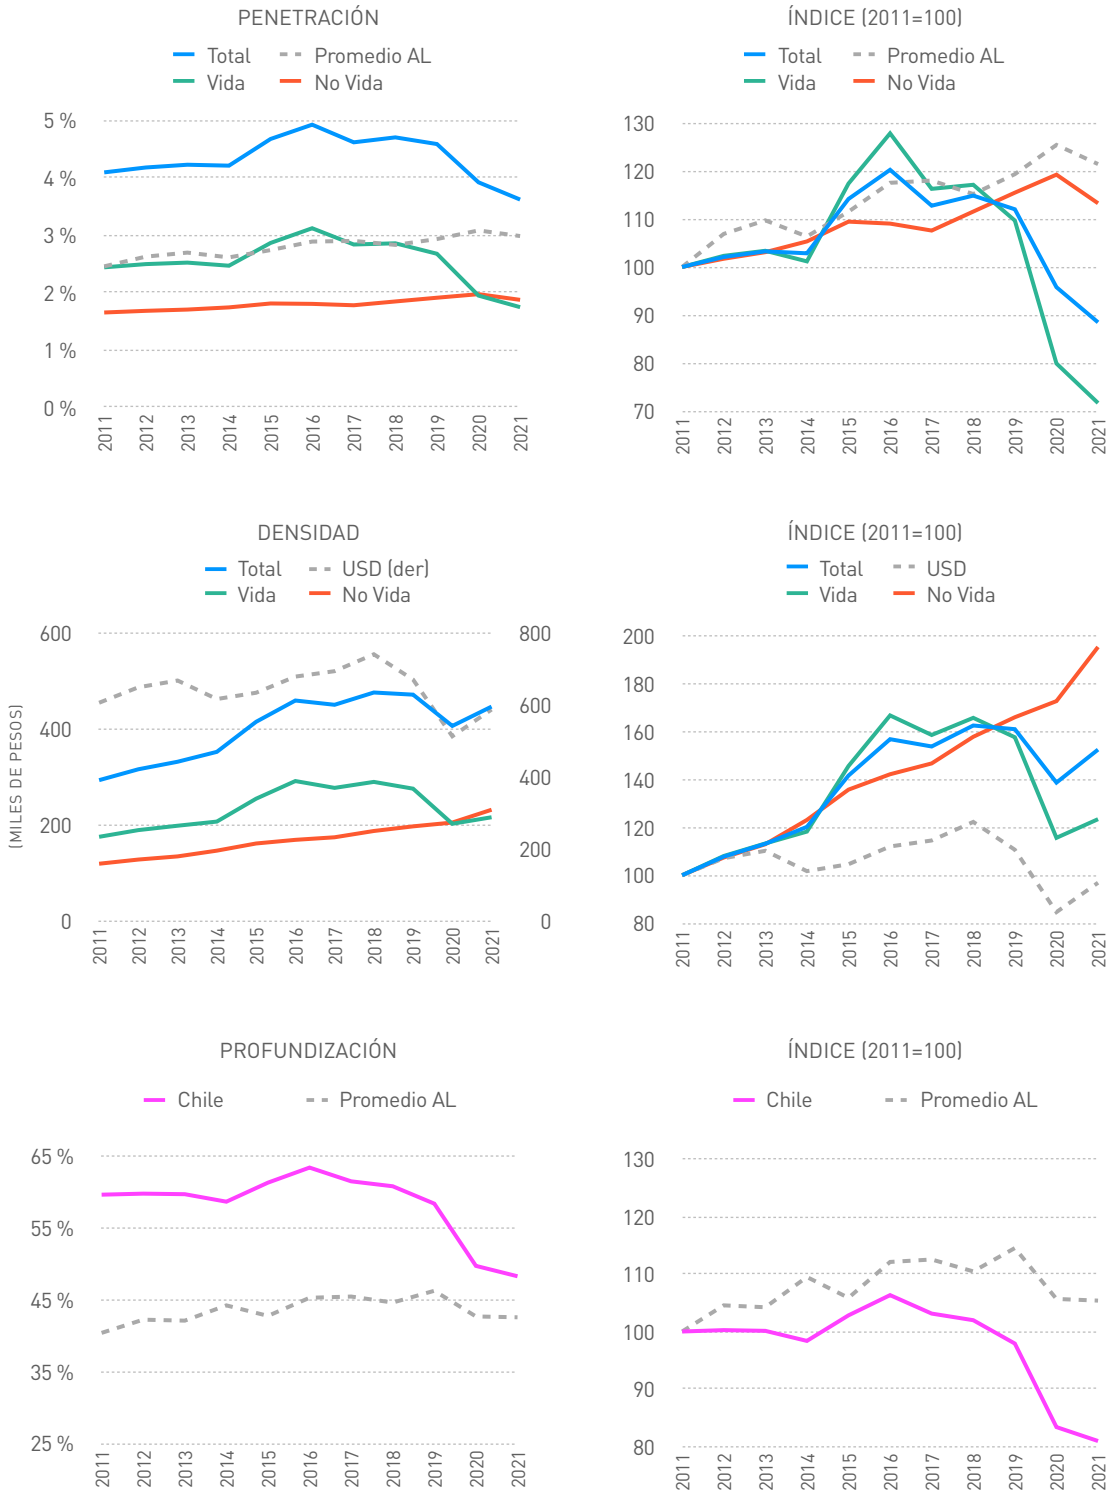 PENETRACIÓN
Total Promedio AL
Vida No Vida
5 %
4 %
3 %
2 %
1 %
0 %
2011 2012 2013 2014 2015 2016 2017 2018 2019 2020 2021
ÍNDICE (2011=100)
Total Promedio AL
Vida No Vida
130
120
110
100
90
80
70
2011 2012 2013 2014 2015 2016 2017 2018 2019 2020 2021
DENSIDAD
Total USD (der)
Vida No Vida
(MILES DE PESOS)
600 800
600
400
400
200
200
0 0
2011 2012 2013 2014 2015 2016 2017 2018 2019 2020 2021
ÍNDICE (2011=100)
Total USD
Vida No Vida
200
180
160
140
120
100
80
2011 2012 2013 2014 2015 2016 2017 2018 2019 2020 2021
PROFUNDIZACIÓN
Chile Promedio AL
65 %
55 %
45 %
35 %
25 %
2011 2012 2013 2014 2015 2016 2017 2018 2019 2020 2021
ÍNDICE (2011=100)
Chile Promedio AL
130
120
110
100
90
80
2011 2012 2013 2014 2015 2016 2017 2018 2019 2020 2021